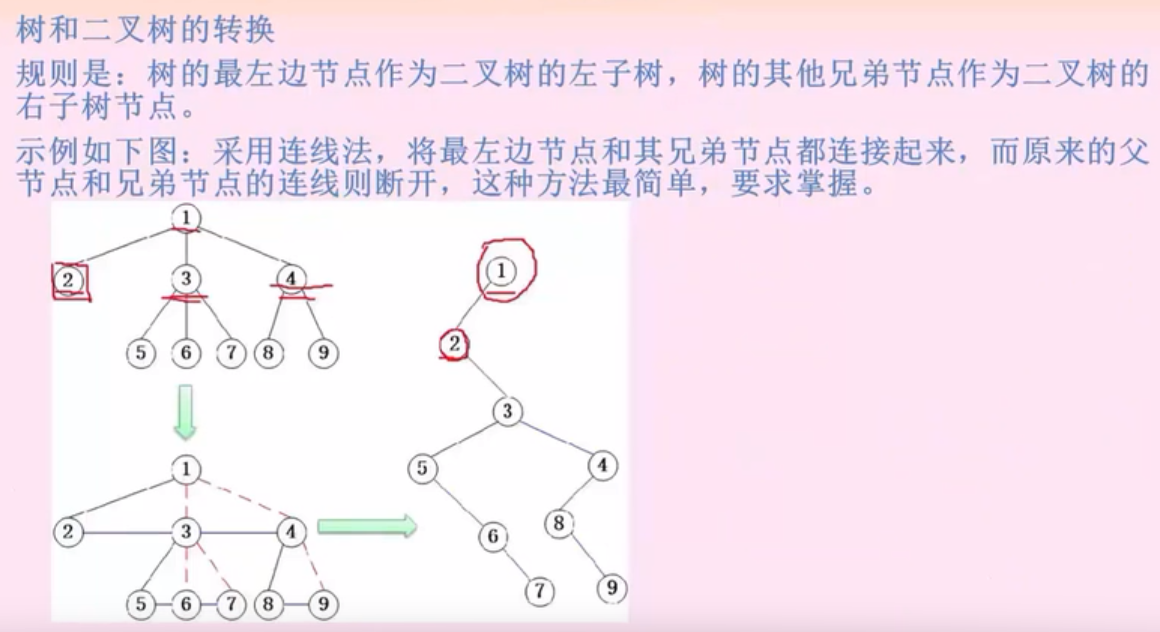 树和二叉树的转换
规则是：树的最左边节点作为二叉树的左子树，树的其他兄弟节点作为二叉树的
右子树节点。
示例如下图：采用连线法，将最左边节点和其兄弟节点都连接起来，而原来的父
节点和兄弟节点的连线则断开，这种方法最简单，要求掌握。
1
2 3 4
5 6 7 8 9
1
2 3 4
5 6 7 8 9
1
2
3
5 4
6 8
7 9